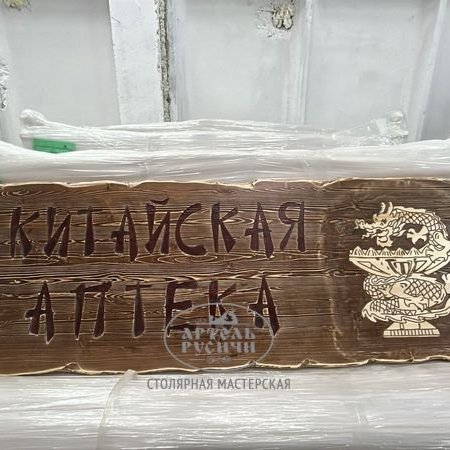 КИТАЙСКАЯ
АПТЕКА
АРТЕЛЬ
РУСИЧИ
СТОЛЯРНАЯ МАСТЕРСКАЯ